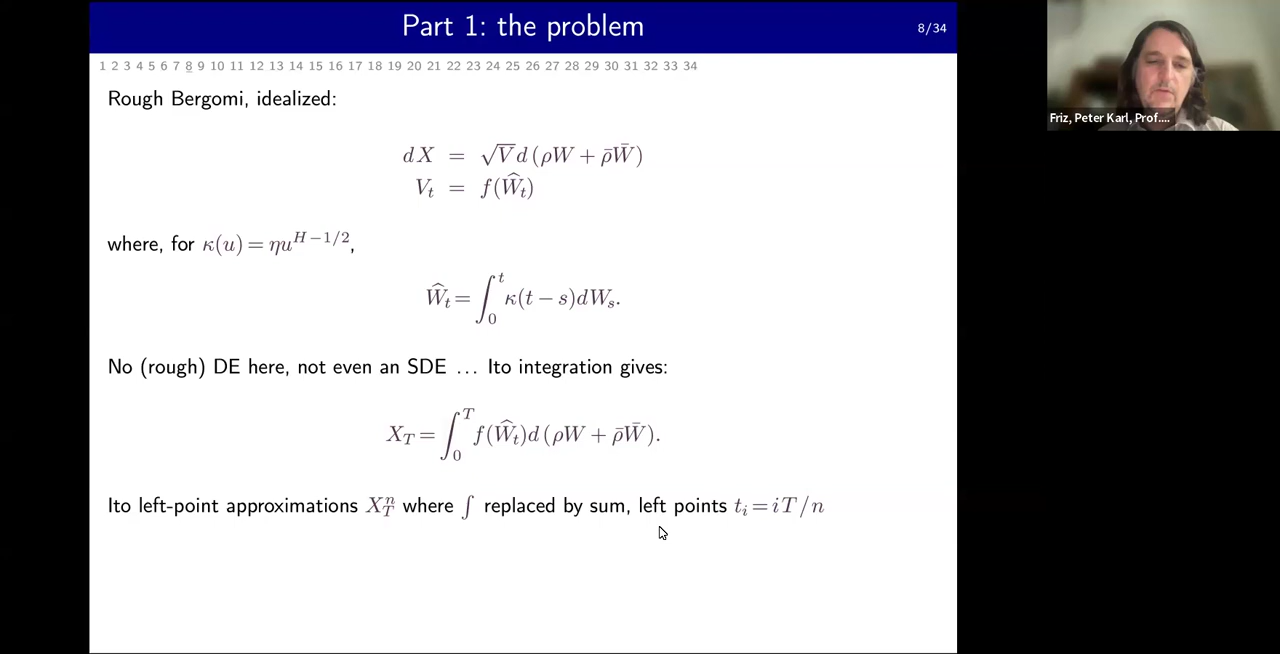 Part 1: the problem
8/34
1 2 3 4 5 6 7 8 9 10 11 12 13 14 15 16 17 18 19 20 21 22 23 24 25 26 27 28 29 30 31 32 33 34
Rough Bergomi, idealized:
dX = √V d (ρW + ρ̄W̄)
V_t = f(Ŵ_t)
where, for κ(u) = ηu^{H−1/2},
Ŵ_t = ∫_0^t κ(t − s)dW_s.
No (rough) DE here, not even an SDE … Ito integration gives:
X_T = ∫_0^T f(Ŵ_t)d (ρW + ρ̄W̄).
Ito left-point approximations X_T^n where ∫ replaced by sum, left points t_i = iT/n
Friz, Peter Karl, Prof....